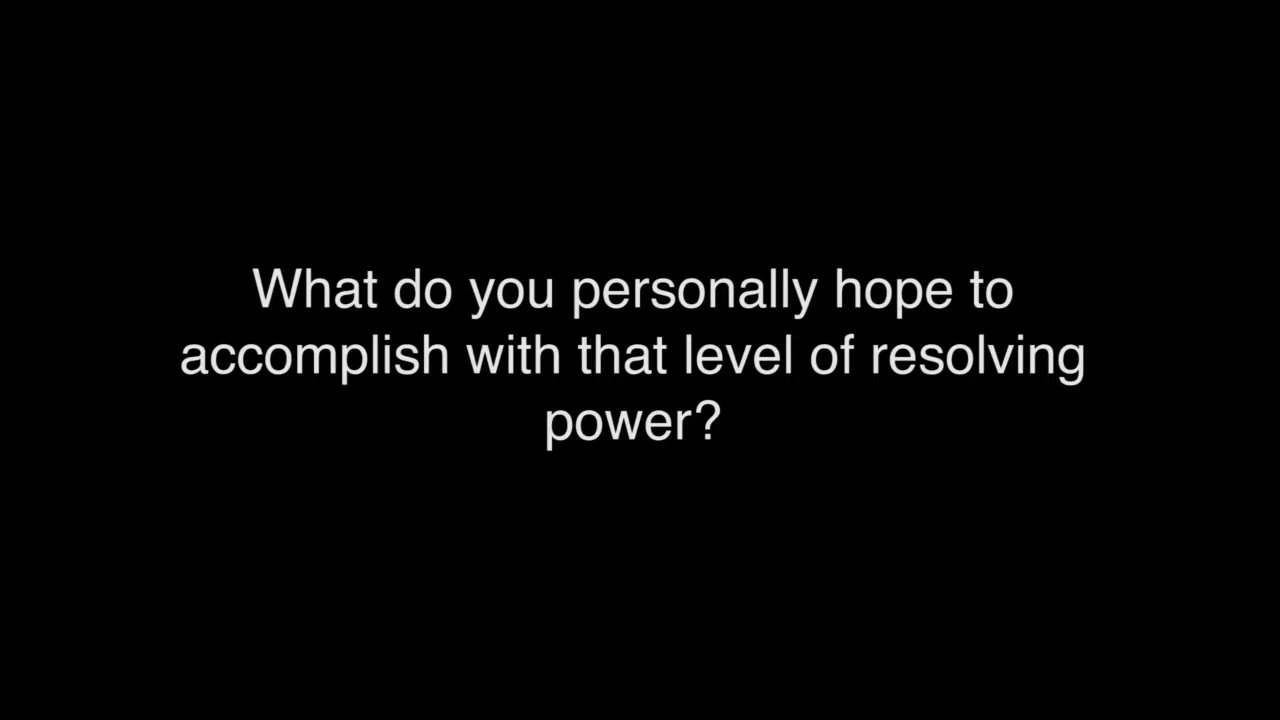 What do you personally hope to
accomplish with that level of resolving
power?